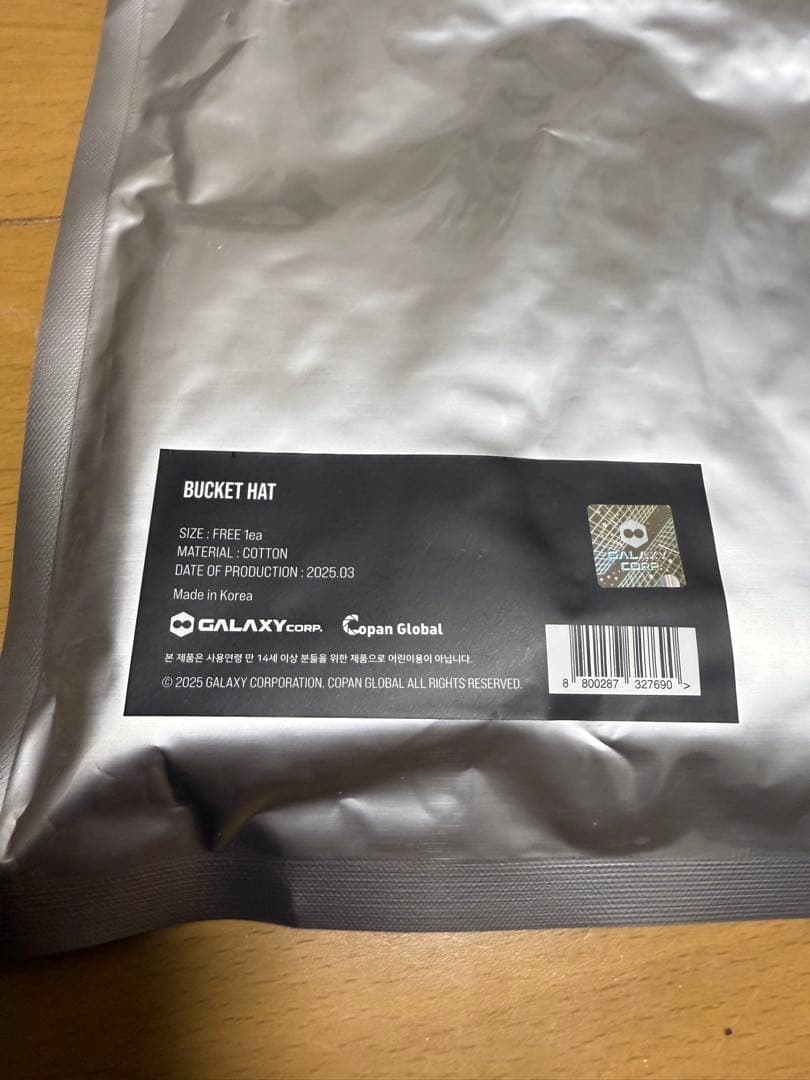 BUCKET HAT
SIZE : FREE 1ea
MATERIAL : COTTON
DATE OF PRODUCTION : 2025.03
Made in Korea
GALAXY CORP.
Copan Global
본 제품은 사용연령 만 14세 이상 분들을 위한 제품으로 어린이용이 아닙니다.
© 2025 GALAXY CORPORATION. COPAN GLOBAL ALL RIGHTS RESERVED.
GALAXY
CORP.
8 800287 327690 >